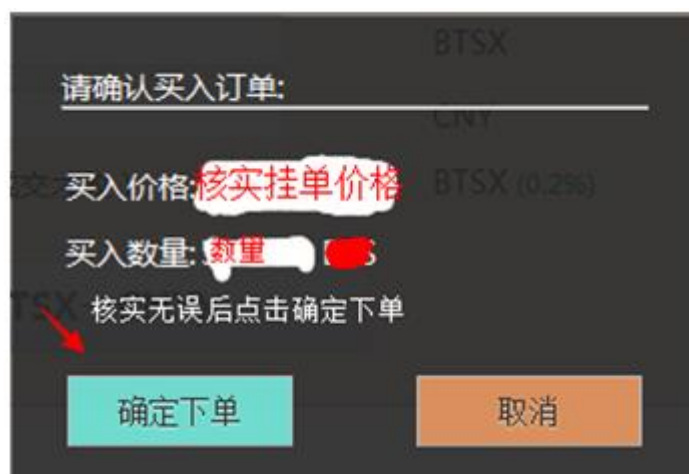 BTSX
请确认买入订单:
CNY
买入价格:核实挂单价格
BTSX (0.2%)
买入数量: 数量
核实无误后点击确定下单
确定下单
取消